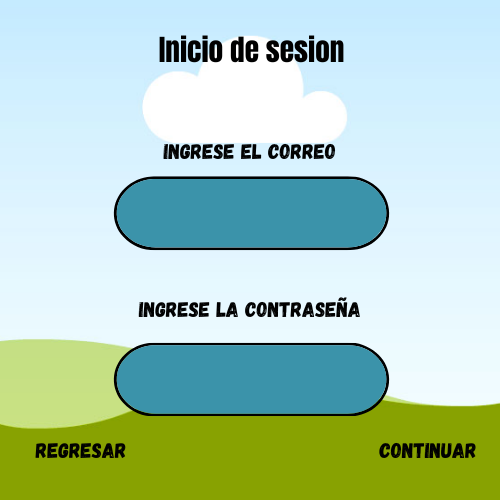 Inicio de sesion
INGRESE EL CORREO
INGRESE LA CONTRASEÑA
REGRESAR
CONTINUAR